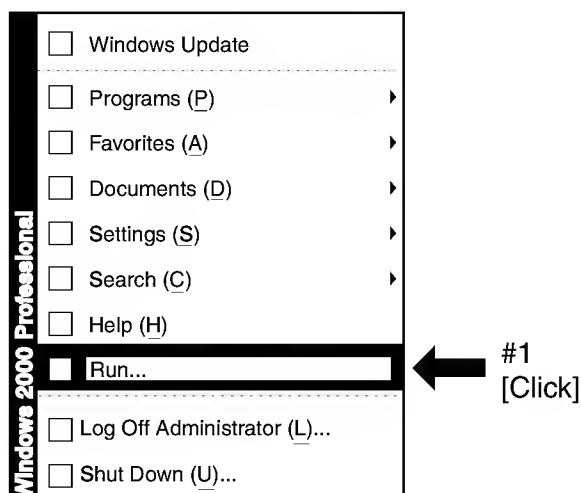 Windows 2000 Professional
Windows Update
Programs (P)
Favorites (A)
Documents (D)
Settings (S)
Search (C)
Help (H)
Run...
#1
[Click]
Log Off Administrator (L)...
Shut Down (U)...